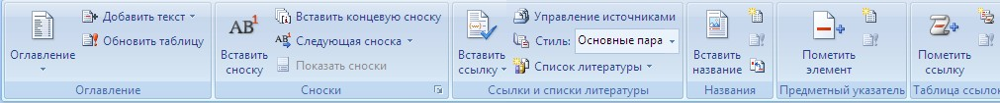 Оглавление
Добавить текст
Обновить таблицу
Оглавление
AB1
Вставить сноску
Вставить концевую сноску
Следующая сноска
Показать сноски
Сноски
Вставить ссылку
Управление источниками
Стиль: Основные пара
Список литературы
Ссылки и списки литературы
Вставить название
Названия
Пометить элемент
Предметный указатель
Пометить ссылку
Таблица ссылок